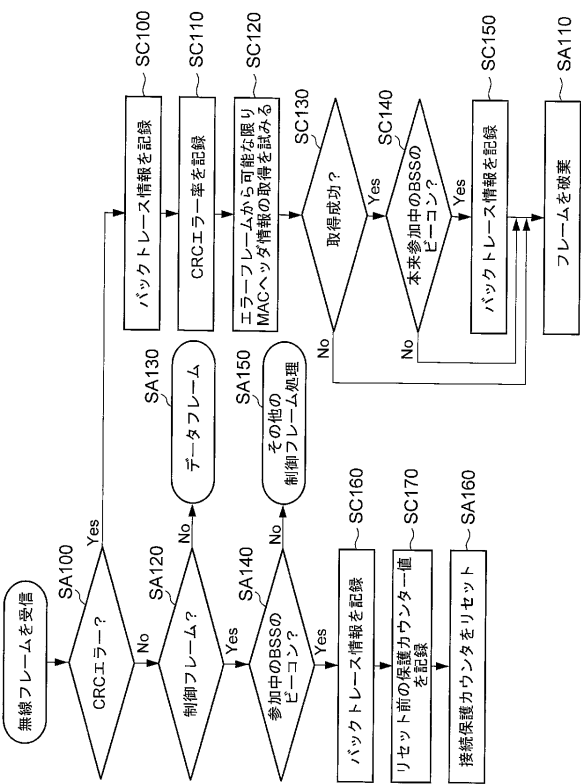 無線フレームを受信
SA100
CRCエラー?
Yes
No
SA120
制御フレーム?
No
Yes
SA130
データフレーム
SA140
参加中のBSSの
ビーコン?
No
Yes
SA150
その他の
制御フレーム処理
SC160
バックトレース情報を記録
SC170
リセット前の保護カウンター値
を記録
SA160
接続保護カウンタをリセット
SC100
バックトレース情報を記録
SC110
CRCエラー率を記録
SC120
エラーフレームから可能な限り
MACヘッダ情報の取得を試みる
SC130
取得成功?
No
Yes
SC140
本来参加中のBSSの
ビーコン?
No
Yes
SC150
バックトレース情報を記録
SA110
フレームを破棄